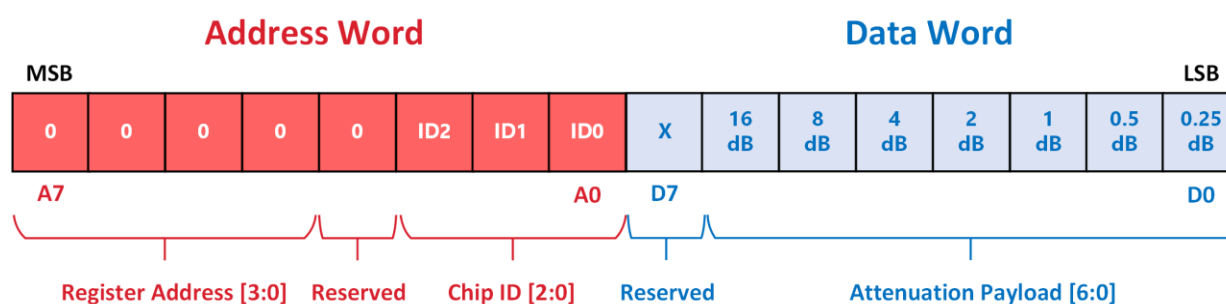 Address Word Data Word
MSB LSB
0 0 0 0 0 ID2 ID1 ID0 X 16 dB 8 dB 4 dB 2 dB 1 dB 0.5 dB 0.25 dB
A7 A0 D7 D0
Register Address [3:0] Reserved Chip ID [2:0] Reserved Attenuation Payload [6:0]